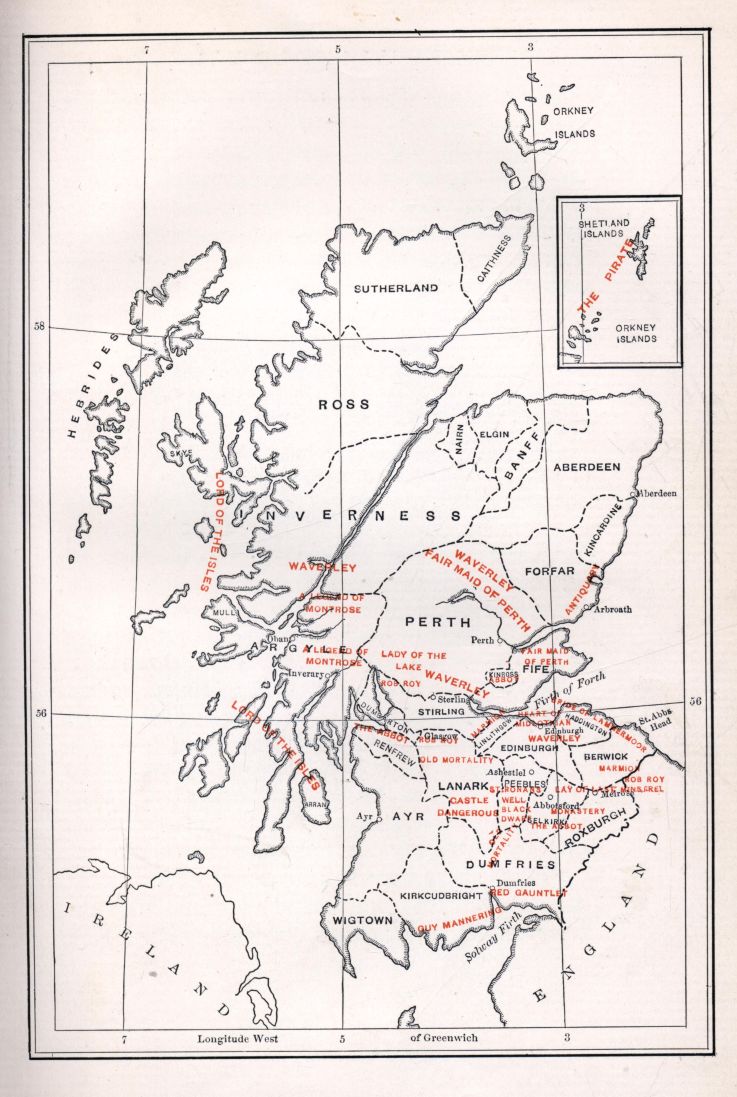 7
5
3
ORKNEY
ISLANDS
3
SHETLAND
ISLANDS
THE PIRATE
ORKNEY
ISLANDS
CAITHNESS
SUTHERLAND
58
HEBRIDES
ROSS
SKYE
NAIRN
ELGIN
BANFF
ABERDEEN
Aberdeen
LORD OF THE ISLES
INVERNESS
KINCARDINE
WAVERLEY
WAVERLEY
FAIR MAID OF PERTH
FORFAR
ANTIQUARY
A LEGEND OF
MONTROSE
MULL
Arbroath
PERTH
Oban
ARGYLE
Perth
A LEGEND OF
MONTROSE
LADY OF THE
LAKE
WAVERLEY
FAIR MAID
OF PERTH
FIFE
KINROSS
ABBOT
Inverary
ROB ROY
Sterling
Firth of Forth
56
56
STIRLING
DUMBARTON
LORD OF THE ISLES
BRIDE OF LAMMERMOOR
St. Abbs
Head
HEART OF
MIDLOTHIAN
HADDINGTON
MARMION
LINLITHGOW
Edinburgh
WAVERLEY
EDINBURGH
THE ABBOT
Glasgow
ROB ROY
RENFREW
OLD MORTALITY
BERWICK
MARMION
ROB ROY
Ashestiel
PEEBLES
LANARK
ST. RONANS
WELL
LAY OF LAST MINSTREL
Melrose
CASTLE
DANGEROUS
Abbotsford
BLACK
DWARF
MONASTERY
SELKIRK
THE ABBOT
ARRAN
Ayr
AYR
ROXBURGH
OLD
MORTALITY
DUMFRIES
Dumfries
RED GAUNTLET
KIRKCUDBRIGHT
WIGTOWN
GUY MANNERING
Solway Firth
IRELAND
ENGLAND
7
Longitude West
5
of Greenwich
3